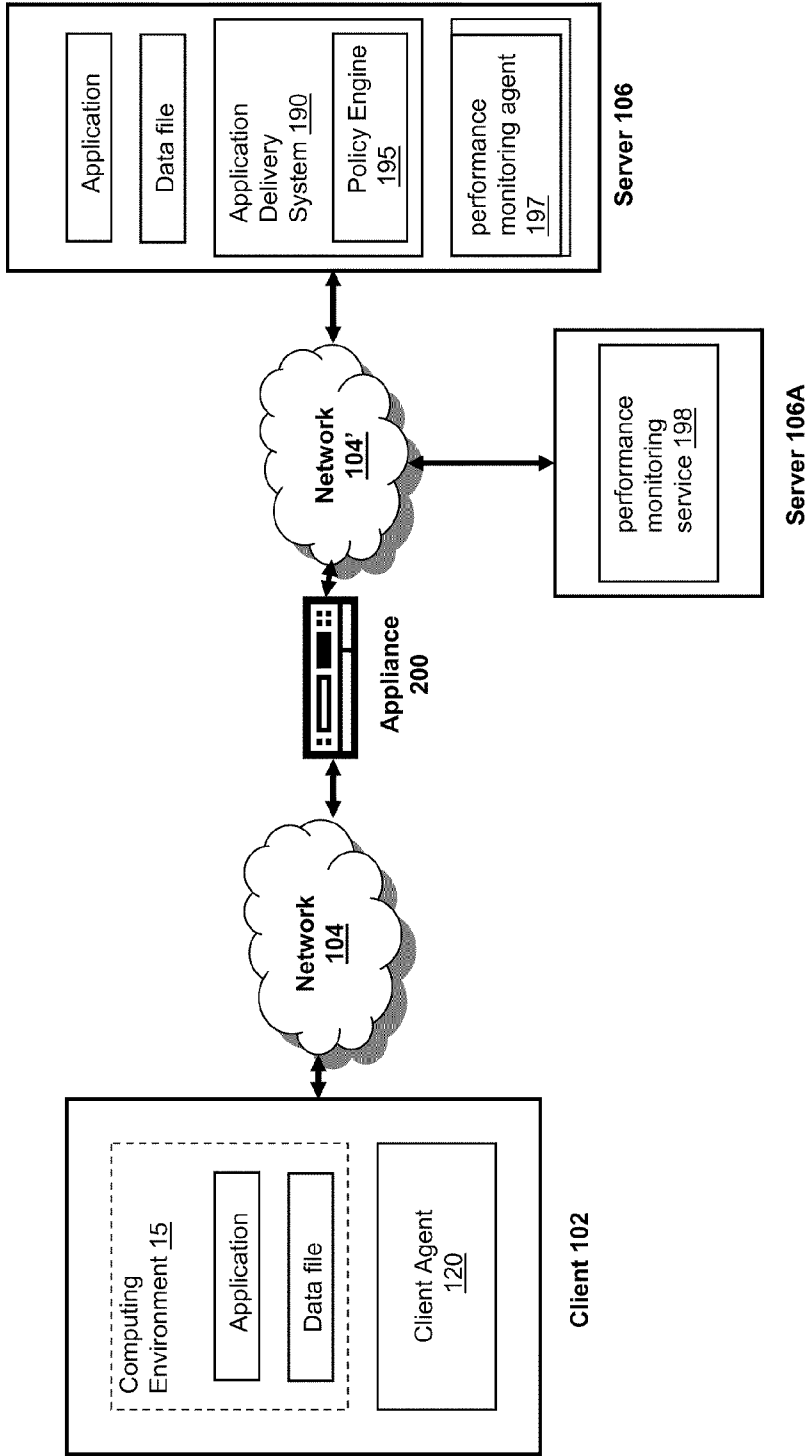 Computing
Environment 15
Application
Data file
Client Agent
120
Client 102
Network
104
Appliance
200
Network
104’
performance
monitoring
service 198
Server 106A
Application
Data file
Application
Delivery
System 190
Policy Engine
195
performance
monitoring agent
197
Server 106